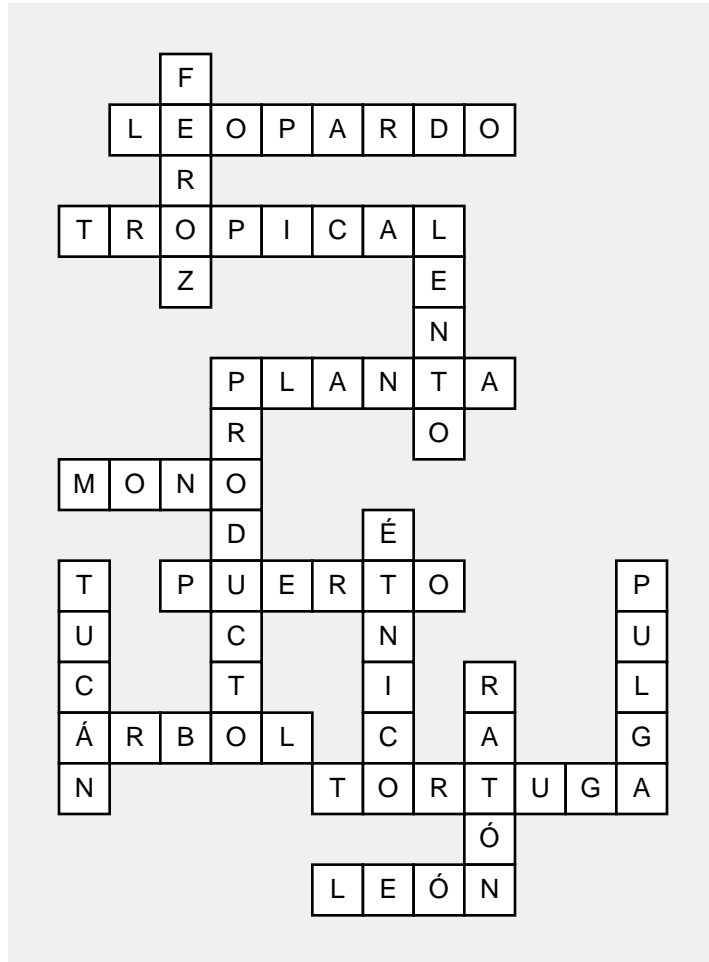 F
LEOPARDO
R
TROPICAL
Z E
N
PLANTA
R O
MONO
D É
T PUERTO P
U C N U
C T I R L
ÁRBOL C A G
N TORTUGA
Ó
LEÓN